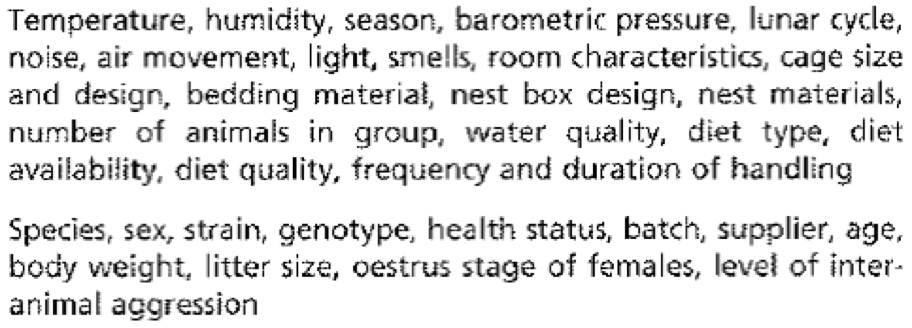 Temperature, humidity, season, barometric pressure, lunar cycle,
noise, air movement, light, smells, room characteristics, cage size
and design, bedding material, nest box design, nest materials,
number of animals in group, water quality, diet type, diet
availability, diet quality, frequency and duration of handling
Species, sex, strain, genotype, health status, batch, supplier, age,
body weight, litter size, oestrus stage of females, level of inter-
animal aggression